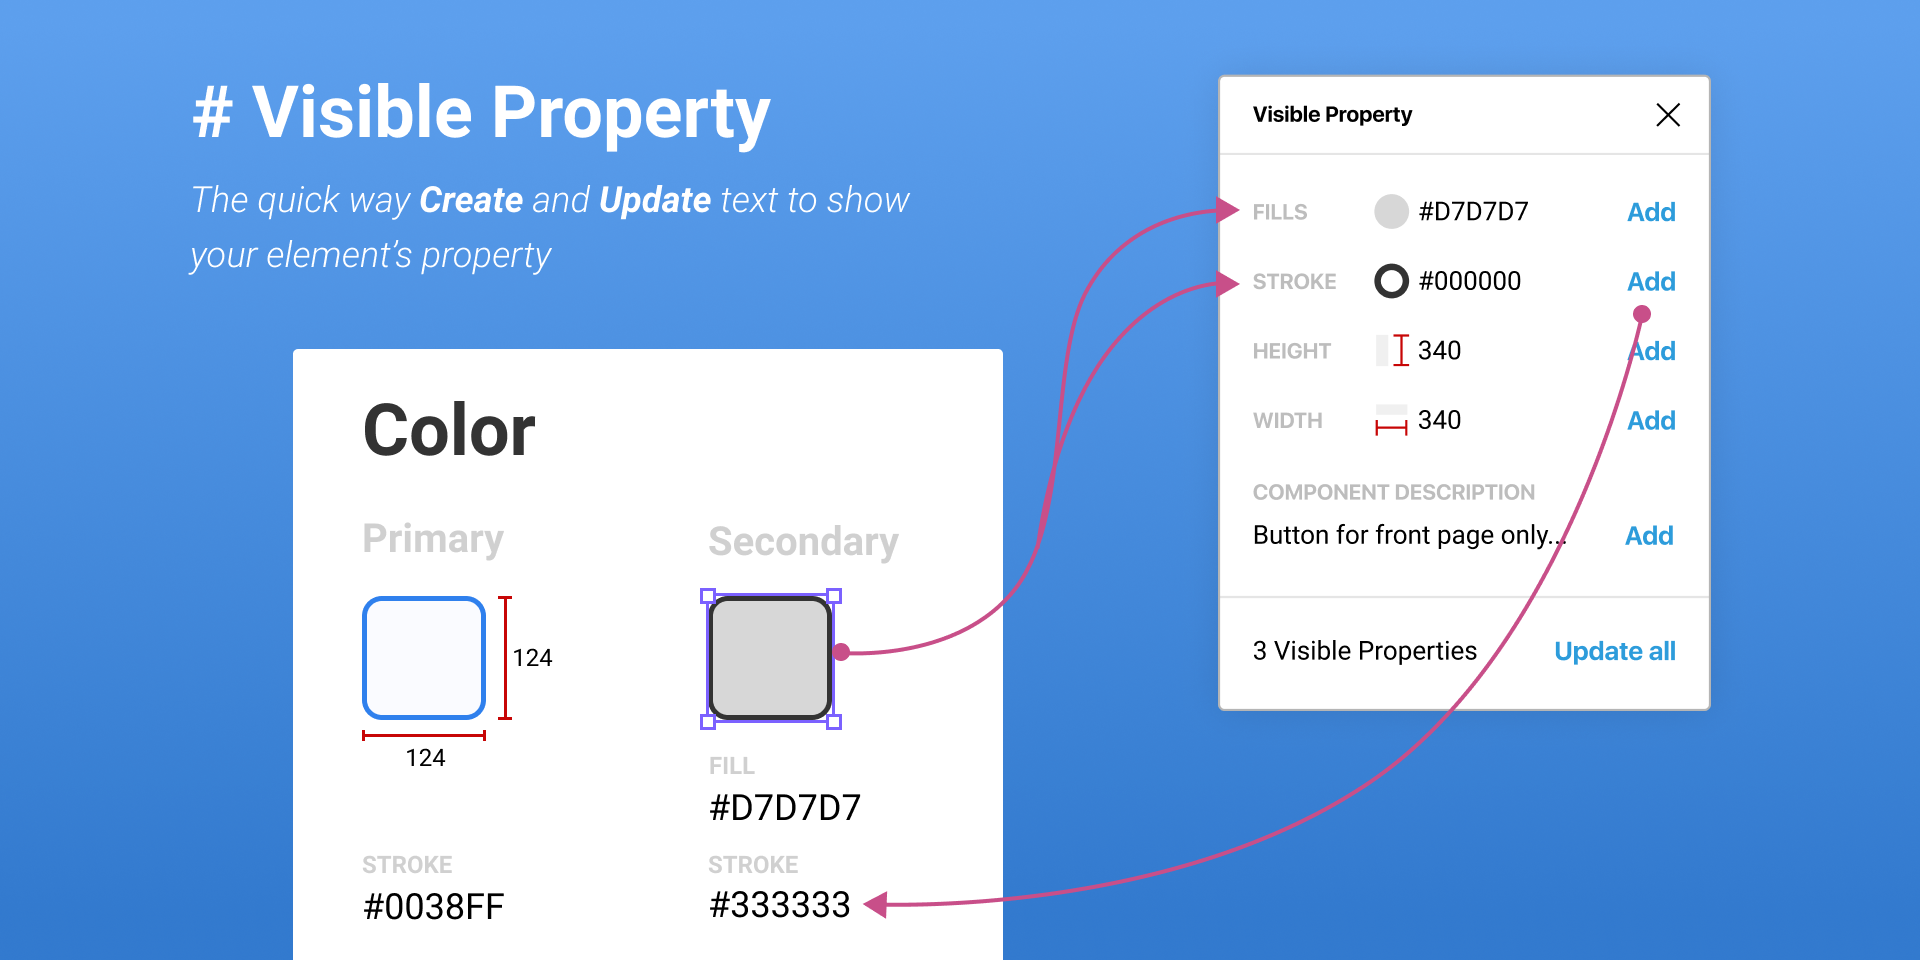 # Visible Property
The quick way Create and Update text to show
your element’s property
Color
Primary
124
124
STROKE
#0038FF
Secondary
FILL
#D7D7D7
STROKE
#333333
Visible Property
FILLS #D7D7D7 Add
STROKE #000000 Add
HEIGHT 340 Add
WIDTH 340 Add
COMPONENT DESCRIPTION
Button for front page only... Add
3 Visible Properties Update all